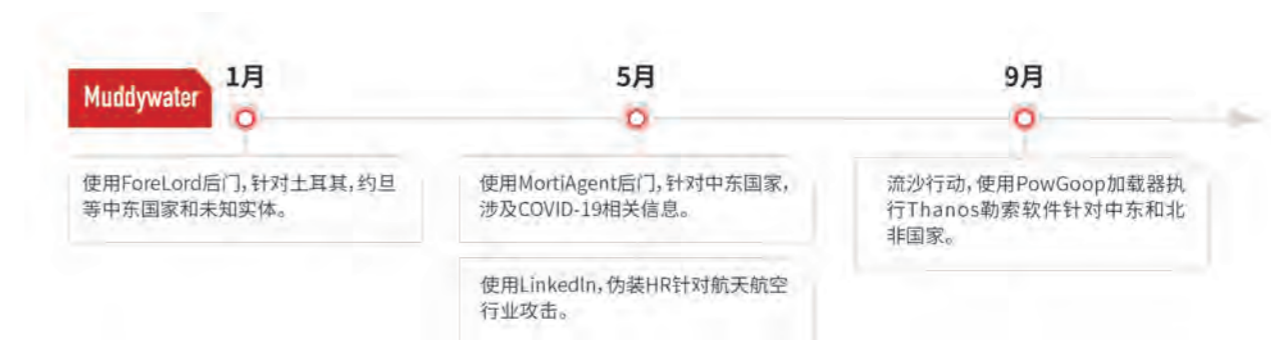 Muddywater
1月
使用ForeLord后门,针对土耳其,约旦
等中东国家和未知实体。
5月
使用MortiAgent后门,针对中东国家,
涉及COVID-19相关信息。
使用LinkedIn,伪装HR针对航天航空
行业攻击。
9月
流沙行动,使用PowGoop加载器执
行Thanos勒索软件针对中东和北
非国家。